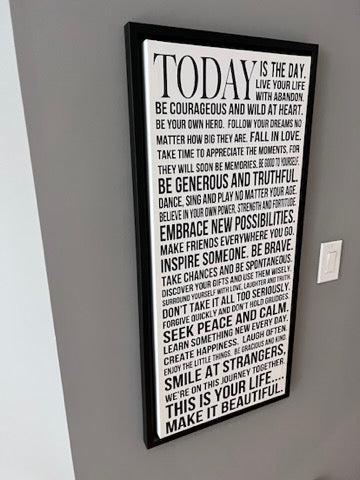 TODAY IS THE DAY.
LIVE YOUR LIFE
WITH ABANDON.
BE COURAGEOUS AND WILD AT HEART.
BE YOUR OWN HERO. FOLLOW YOUR DREAMS NO
MATTER HOW BIG THEY ARE. FALL IN LOVE.
TAKE TIME TO APPRECIATE THE MOMENTS, FOR
THEY WILL SOON BE MEMORIES. BE GOOD TO YOURSELF.
BE GENEROUS AND TRUTHFUL.
DANCE, SING AND PLAY NO MATTER YOUR AGE.
BELIEVE IN YOUR OWN POWER, STRENGTH AND FORTITUDE.
EMBRACE NEW POSSIBILITIES.
MAKE FRIENDS EVERYWHERE YOU GO.
INSPIRE SOMEONE. BE BRAVE.
TAKE CHANCES AND BE SPONTANEOUS.
DISCOVER YOUR GIFTS AND USE THEM WISELY.
SURROUND YOURSELF WITH LOVE, LAUGHTER AND TRUTH.
DON'T TAKE IT ALL TOO SERIOUSLY.
FORGIVE QUICKLY AND DON'T HOLD GRUDGES.
SEEK PEACE AND CALM.
LEARN SOMETHING NEW EVERY DAY.
CREATE HAPPINESS. LAUGH OFTEN.
ENJOY THE LITTLE THINGS. BE GRACIOUS AND KIND.
SMILE AT STRANGERS,
WE'RE ON THIS JOURNEY TOGETHER.
THIS IS YOUR LIFE....
MAKE IT BEAUTIFUL.